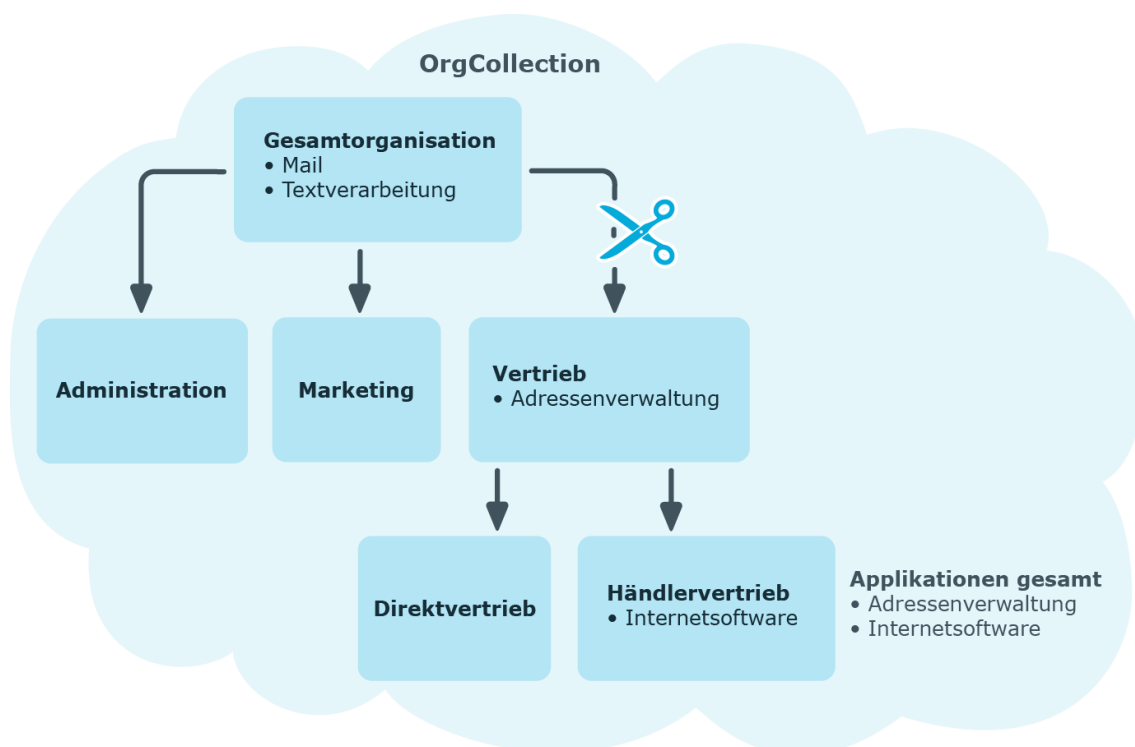 OrgCollection
Gesamtorganisation
• Mail
• Textverarbeitung
Administration
Marketing
Vertrieb
• Adressenverwaltung
Direktvertrieb
Händlervertrieb
• Internetsoftware
Applikationen gesamt
• Adressenverwaltung
• Internetsoftware